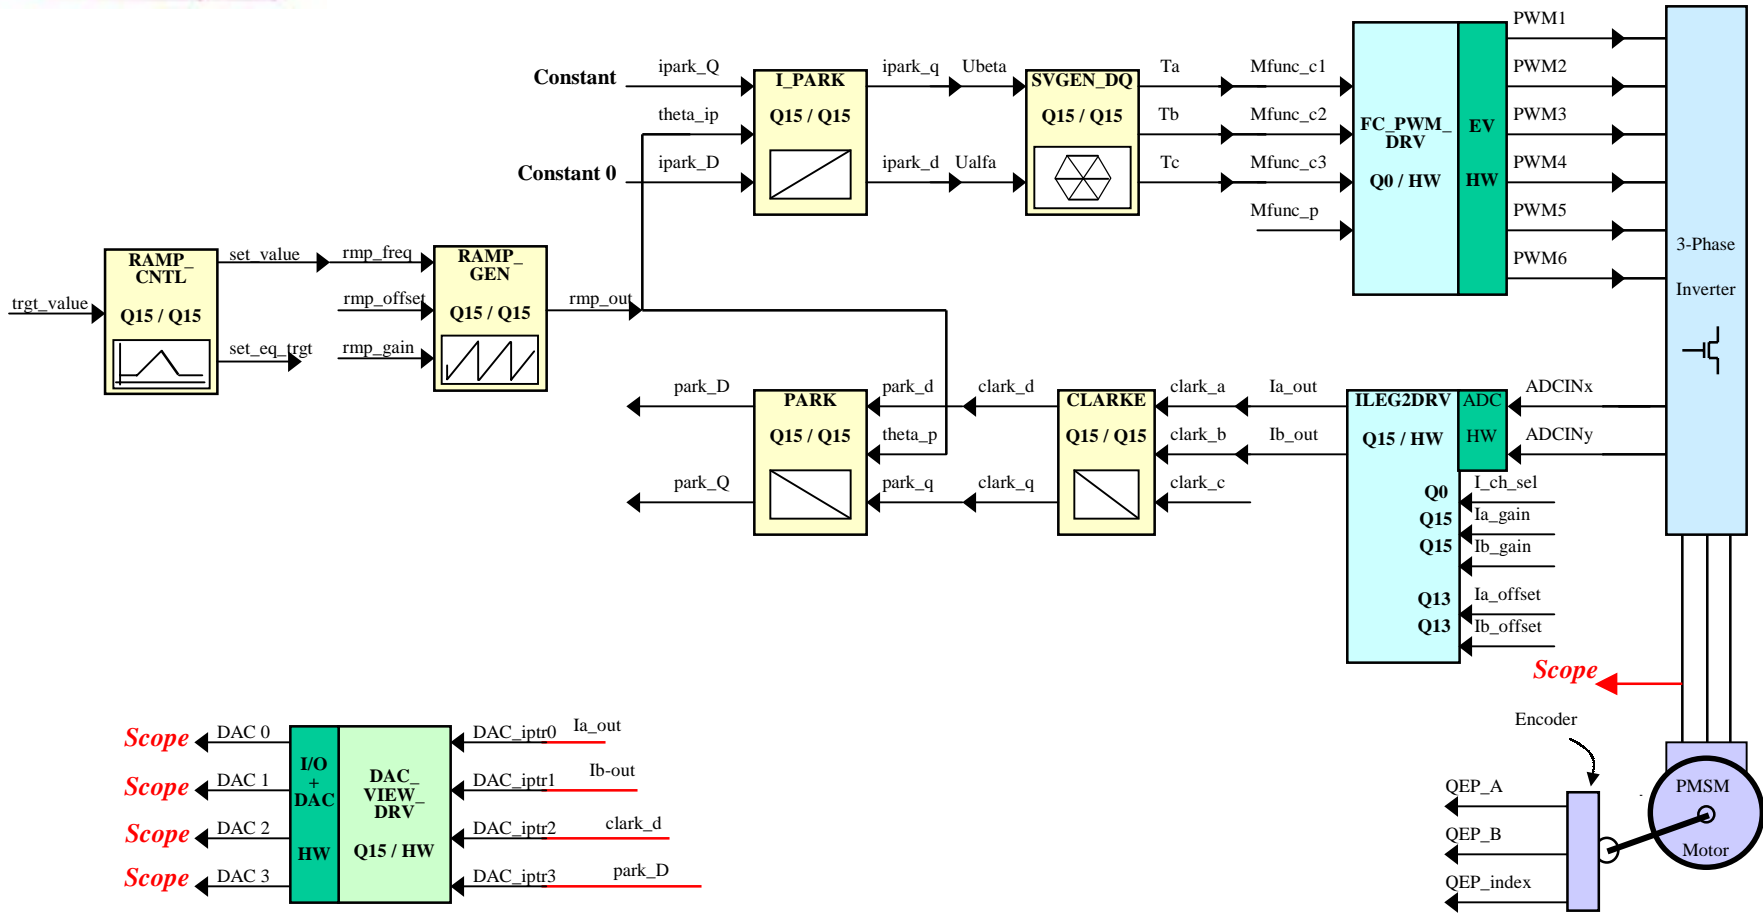 Constant
ipark_Q
theta_ip
ipark_D
Constant 0
I_PARK
Q15 / Q15
ipark_q
Ubeta
ipark_d
Ualfa
SVGEN_DQ
Q15 / Q15
Ta
Tb
Tc
Mfunc_c1
Mfunc_c2
Mfunc_c3
Mfunc_p
FC_PWM_
DRV
Q0 / HW
EV
HW
PWM1
PWM2
PWM3
PWM4
PWM5
PWM6
3-Phase
Inverter
trgt_value
RAMP_
CNTL
Q15 / Q15
set_value
set_eq_trgt
rmp_freq
rmp_offset
rmp_gain
RAMP_
GEN
Q15 / Q15
rmp_out
park_D
park_Q
PARK
Q15 / Q15
park_d
theta_p
park_q
clark_d
clark_q
CLARKE
Q15 / Q15
clark_a
clark_b
clark_c
Ia_out
Ib_out
ILEG2DRV
Q15 / HW
ADC
HW
ADCINx
ADCINy
Q0
Q15
Q15
Q13
Q13
I_ch_sel
Ia_gain
Ib_gain
Ia_offset
Ib_offset
Scope
Encoder
QEP_A
QEP_B
QEP_index
PMSM
Motor
Scope
DAC 0
Scope
DAC 1
Scope
DAC 2
Scope
DAC 3
I/O
+
DAC
HW
DAC_
VIEW_
DRV
Q15 / HW
DAC_iptr0
Ia_out
DAC_iptr1
Ib-out
DAC_iptr2
clark_d
DAC_iptr3
park_D